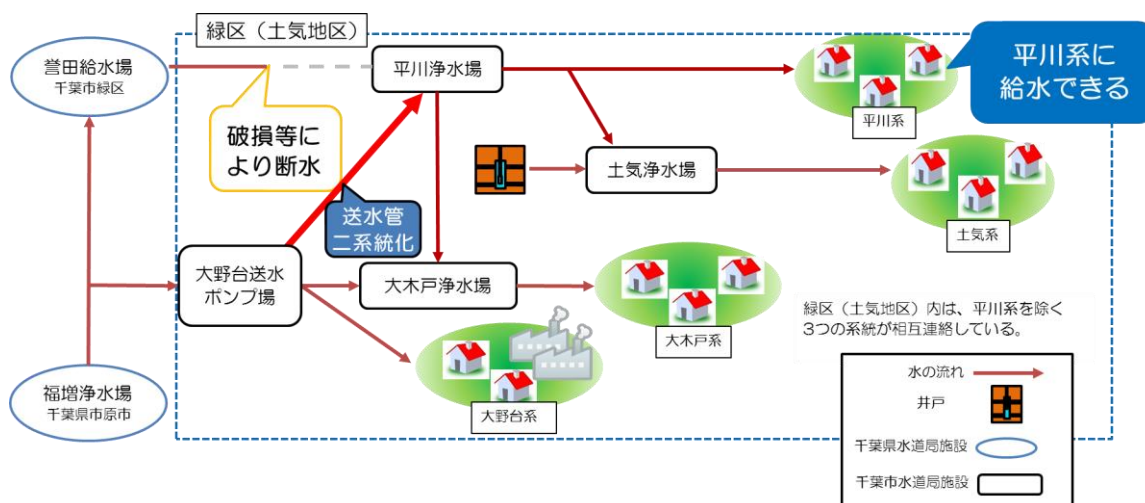 緑区（土気地区）
誉田給水場
千葉市緑区
平川浄水場
平川系に
給水できる
平川系
破損等に
より断水
土気浄水場
土気系
送水管
二系統化
大野台送水
ポンプ場
大木戸浄水場
大木戸系
緑区（土気地区）内は、平川系を除く
3つの系統が相互連絡している。
福増浄水場
千葉県市原市
大野台系
水の流れ
井戸
千葉県水道局施設
千葉市水道局施設